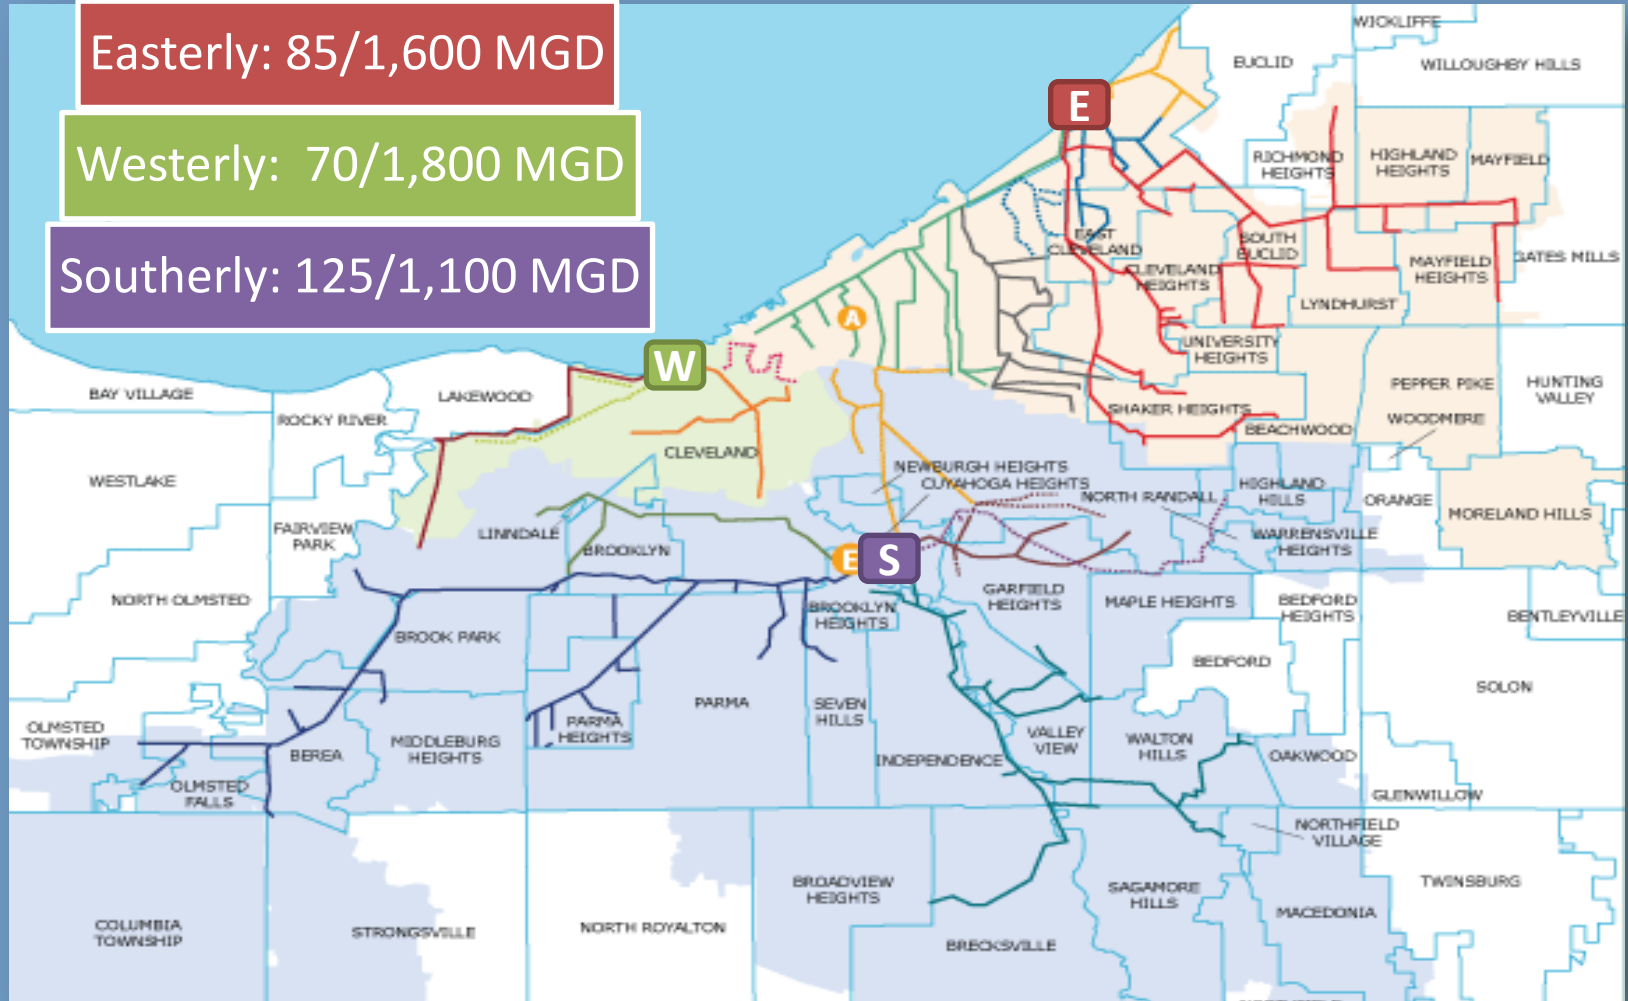 Easterly: 85/1,600 MGD
Westerly: 70/1,800 MGD
Southerly: 125/1,100 MGD
WICKLIFFE
EUCLID
WILLOUGHBY HILLS
E
RICHMOND
HEIGHTS
HIGHLAND
HEIGHTS
MAYFIELD
EAST
CLEVELAND
SOUTH
EUCLID
CLEVELAND
HEIGHTS
MAYFIELD
HEIGHTS
GATES MILLS
LYNDHURST
A
UNIVERSITY
HEIGHTS
W
BAY VILLAGE
LAKEWOOD
ROCKY RIVER
PEPPER PIKE
HUNTING
VALLEY
SHAKER HEIGHTS
WOODMERE
BEACHWOOD
CLEVELAND
WESTLAKE
NEWBURGH HEIGHTS
CUYAHOGA HEIGHTS
NORTH RANDALL
HIGHLAND
HILLS
ORANGE
MORELAND HILLS
FAIRVIEW
PARK
LINNDALE
BROOKLYN
WARRENSVILLE
HEIGHTS
E
S
NORTH OLMSTED
BROOKLYN
HEIGHTS
GARFIELD
HEIGHTS
MAPLE HEIGHTS
BEDFORD
HEIGHTS
BENTLEYVILLE
BROOK PARK
BEDFORD
SOLON
PARMA
SEVEN
HILLS
OLMSTED
TOWNSHIP
PARMA
HEIGHTS
BEREA
MIDDLEBURG
HEIGHTS
VALLEY
VIEW
WALTON
HILLS
INDEPENDENCE
OAKWOOD
OLMSTED
FALLS
GLENWILLOW
NORTHFIELD
VILLAGE
BROADVIEW
HEIGHTS
SAGAMORE
HILLS
TWINSBURG
MACEDONIA
COLUMBIA
TOWNSHIP
STRONGSVILLE
NORTH ROYALTON
BRECKSVILLE